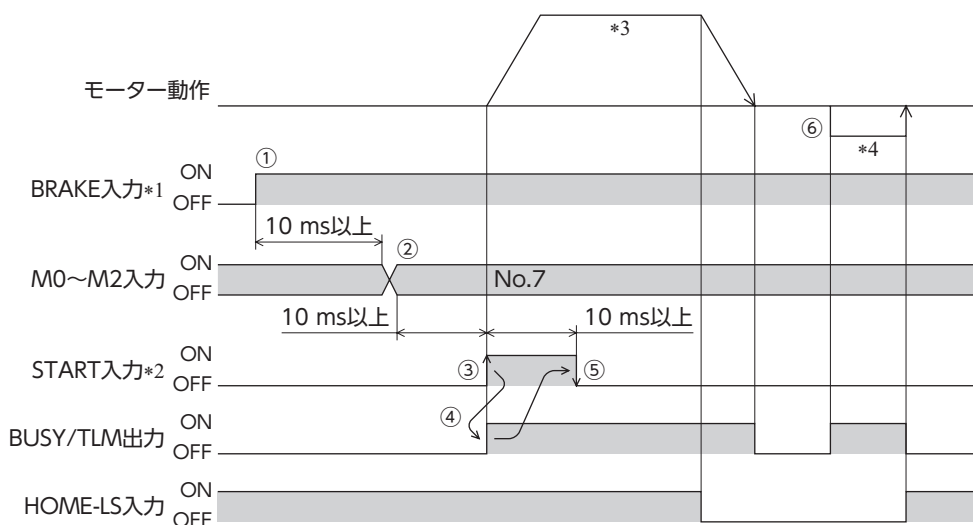 *3
モーター動作
⑥
*4
①
ON
BRAKE入力*1
OFF
10 ms以上
②
ON
M0～M2入力
No.7
OFF
10 ms以上
10 ms以上
ON
START入力*2
③
⑤
OFF
④
ON
BUSY/TLM出力
OFF
ON
HOME-LS入力
OFF